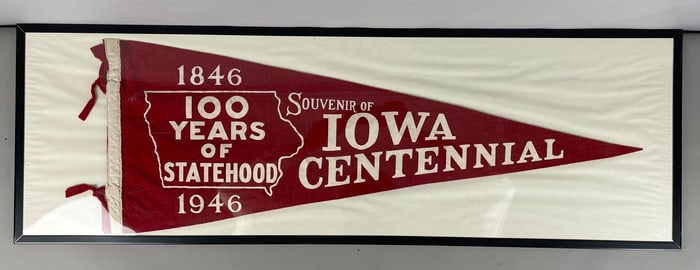 1846
100
YEARS
OF
STATEHOOD
1946
SOUVENIR OF
IOWA
CENTENNIAL